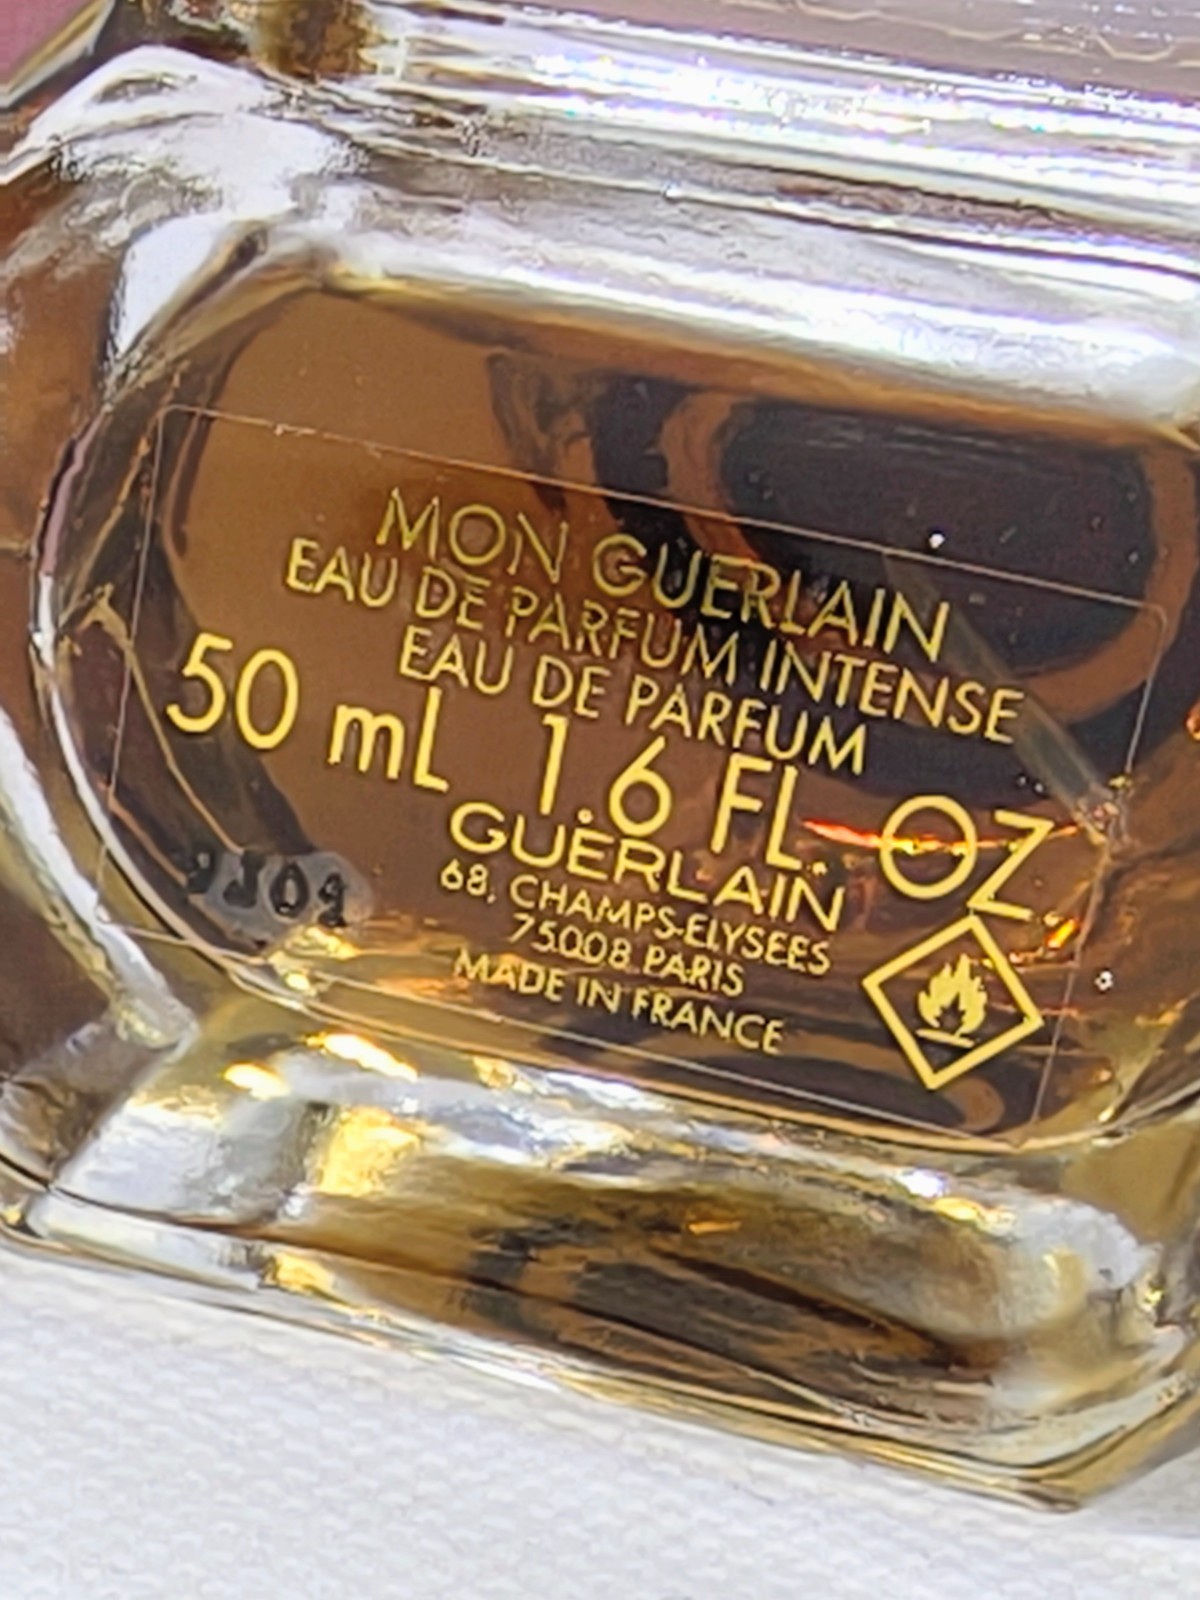 MON GUERLAIN
EAU DE PARFUM INTENSE
EAU DE PARFUM
50 mL 1.6 FL. OZ.
GUERLAIN
68, CHAMPS-ELYSEES
75008 PARIS
MADE IN FRANCE